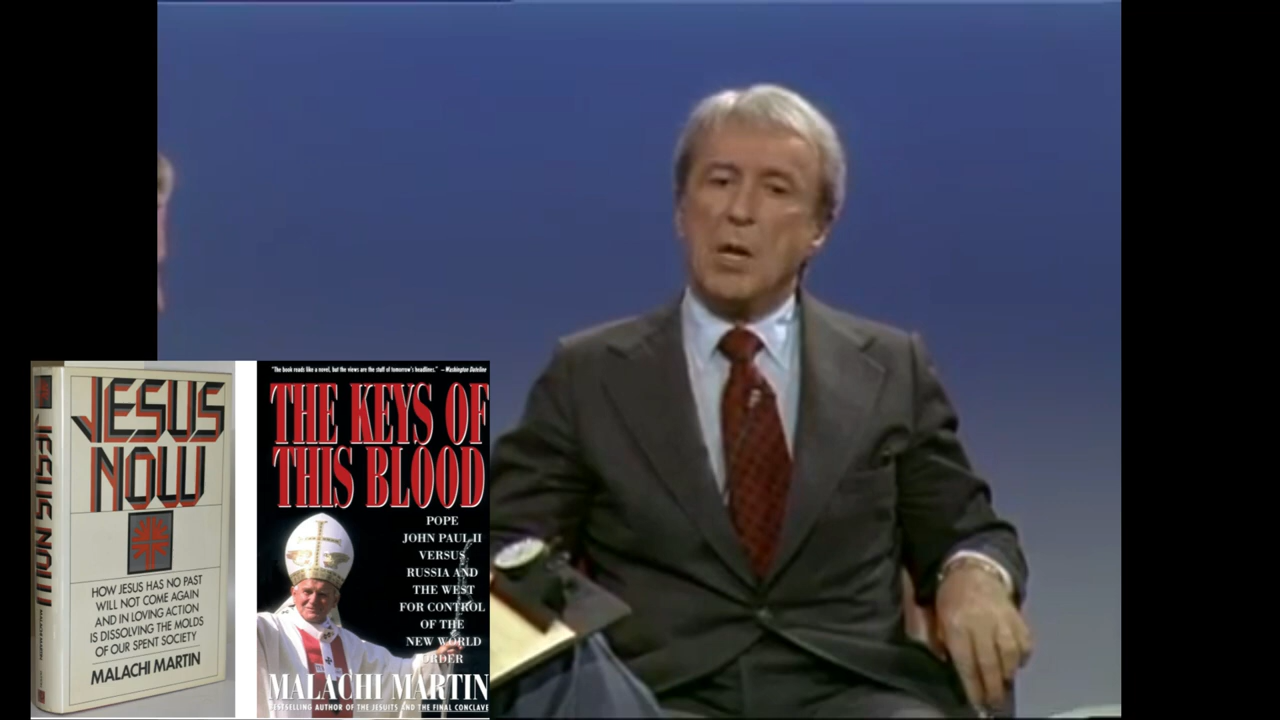 JESUS NOW
JESUS
NOW
HOW JESUS HAS NO PAST
WILL NOT COME AGAIN
AND IN LOVING ACTION
IS DISSOLVING THE MOLDS
OF OUR SPENT SOCIETY
MALACHI MARTIN
"The book reads like a novel, but the views are the stuff of tomorrow's headlines." —Washington Dateline
THE KEYS OF
THIS BLOOD
POPE
JOHN PAUL II
VERSUS
RUSSIA AND
THE WEST
FOR CONTROL
OF THE
NEW WORLD
ORDER
MALACHI MARTIN
BESTSELLING AUTHOR OF THE JESUITS AND THE FINAL CONCLAVE